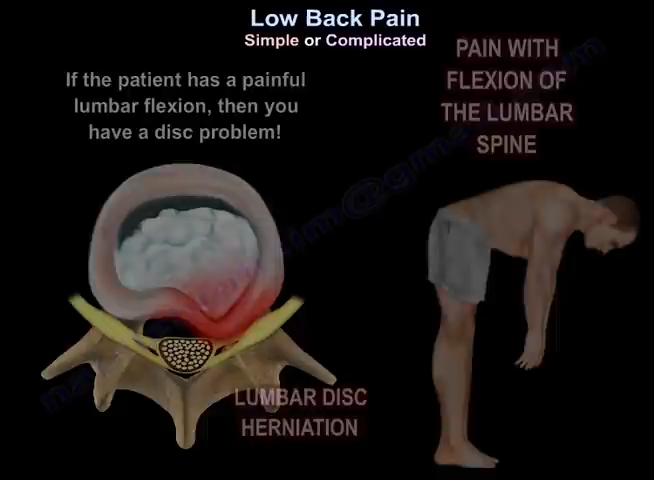 Low Back Pain
Simple or Complicated
If the patient has a painful
lumbar flexion, then you
have a disc problem!
PAIN WITH
FLEXION OF
THE LUMBAR
SPINE
LUMBAR DISC
HERNIATION